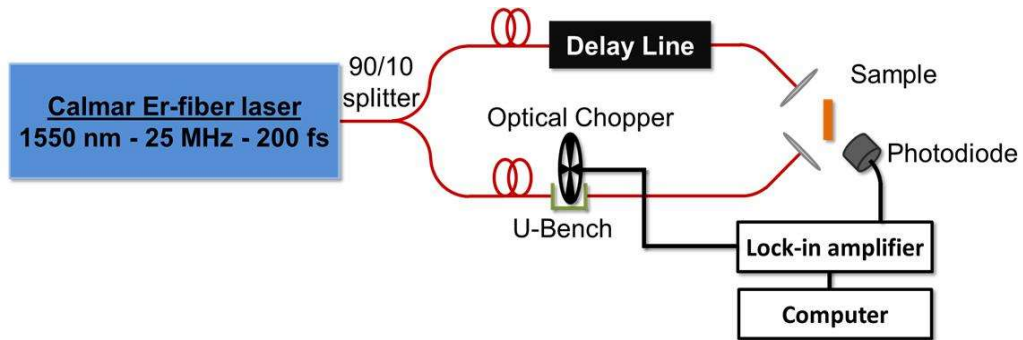 Calmar Er-fiber laser
1550 nm - 25 MHz - 200 fs
90/10
splitter
Delay Line
Optical Chopper
U-Bench
Sample
Photodiode
Lock-in amplifier
Computer